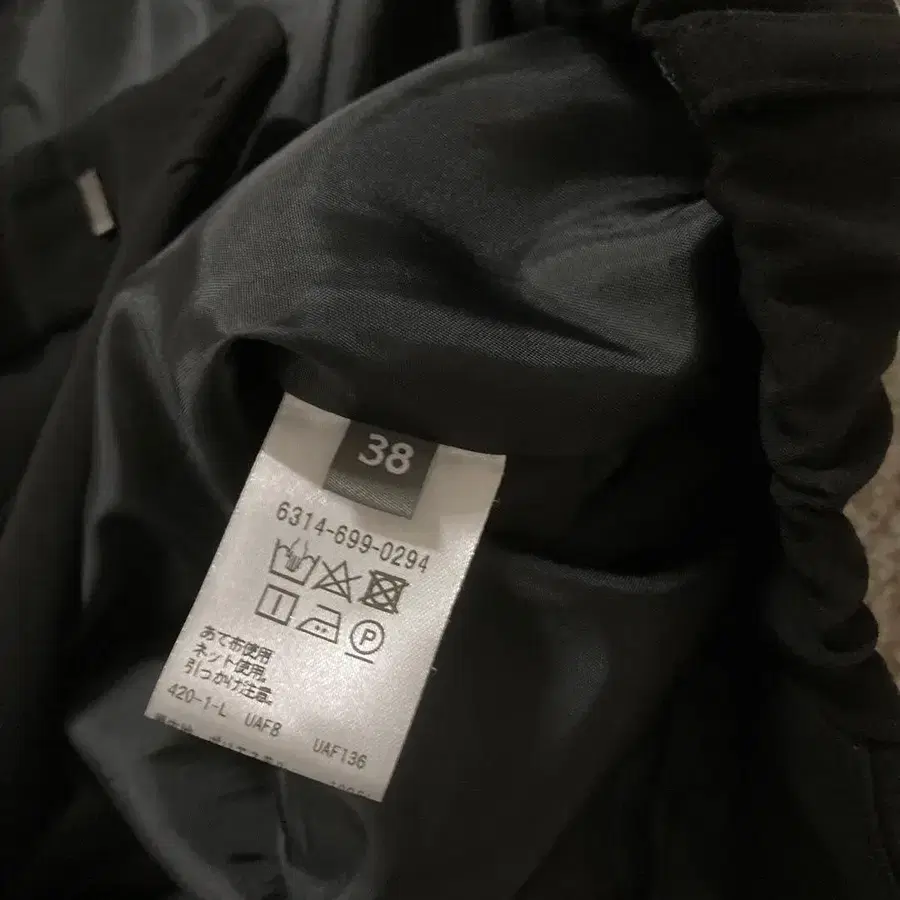 38
6314-699-0294
P
あて布使用
ネット使用。
引っかけ注意。
420-1-L UAF8 UAF136